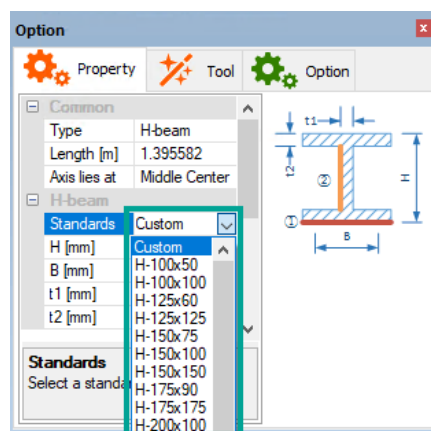 Option
x
Property
Tool
Option
Common
Type H-beam
Length [m] 1.395582
Axis lies at Middle Center
H-beam
Standards Custom
H [mm]
B [mm]
t1 [mm]
t2 [mm]
Custom
H-100x50
H-100x100
H-125x60
H-125x125
H-150x75
H-150x100
H-150x150
H-175x90
H-175x175
H-200x100
Standards
Select a standa
t1
t2
②
H
①
B